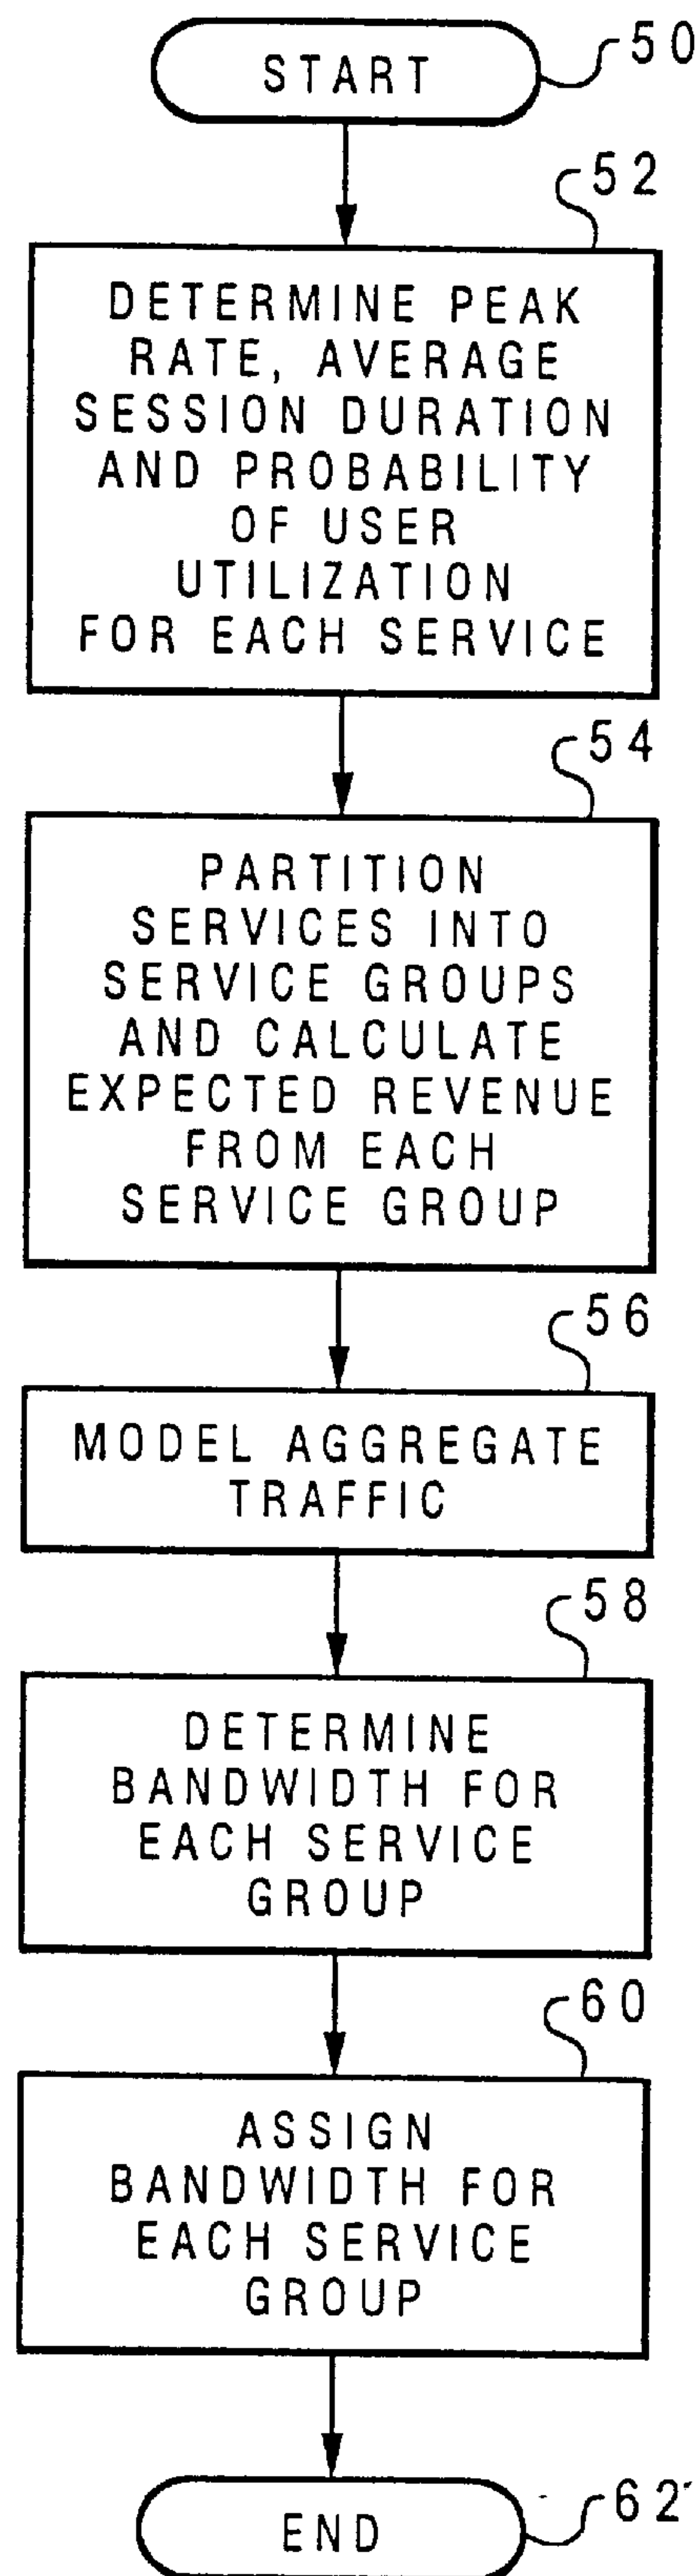 START
50
52
DETERMINE PEAK
RATE, AVERAGE
SESSION DURATION
AND PROBABILITY
OF USER
UTILIZATION
FOR EACH SERVICE
54
PARTITION
SERVICES INTO
SERVICE GROUPS
AND CALCULATE
EXPECTED REVENUE
FROM EACH
SERVICE GROUP
56
MODEL AGGREGATE
TRAFFIC
58
DETERMINE
BANDWIDTH FOR
EACH SERVICE
GROUP
60
ASSIGN
BANDWIDTH FOR
EACH SERVICE
GROUP
62
END